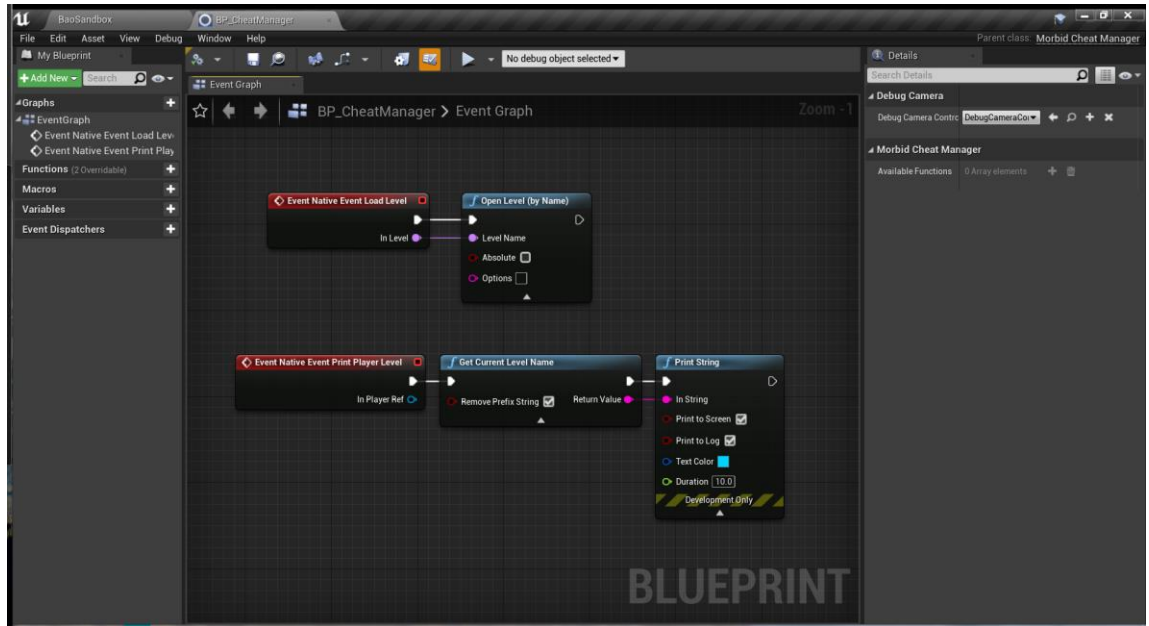 BaoSandbox
BP_CheatManager
File Edit Asset View Debug Window Help
Parent class: Morbid Cheat Manager
My Blueprint
+Add New
Search
No debug object selected
Details
Search Details
Event Graph
BP_CheatManager > Event Graph
Zoom -1
Graphs
EventGraph
Event Native Event Load Lev
Event Native Event Print Play
Functions (2 Overridable)
Macros
Variables
Event Dispatchers
Event Native Event Load Level
In Level
Open Level (by Name)
Level Name
Absolute
Options
Event Native Event Print Player Level
In Player Ref
Get Current Level Name
Remove Prefix String
Return Value
Print String
In String
Print to Screen
Print to Log
Text Color
Duration 10.0
Development Only
BLUEPRINT
Debug Camera
Debug Camera Contrc DebugCameraCor
Morbid Cheat Manager
Available Functions 0 Array elements